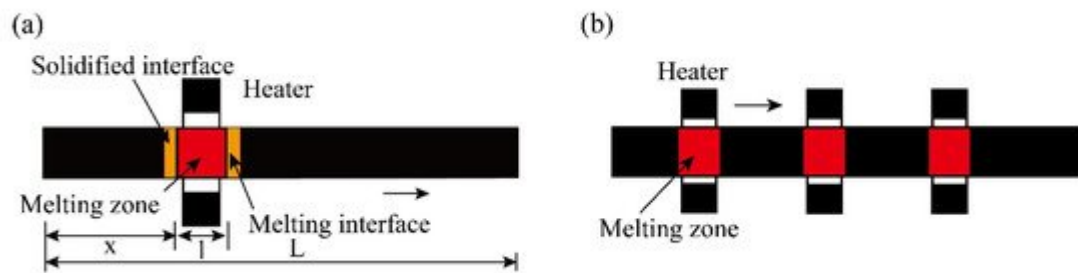 (a)
Solidified interface
Heater
Melting zone
Melting interface
x
l
L
(b)
Heater
Melting zone